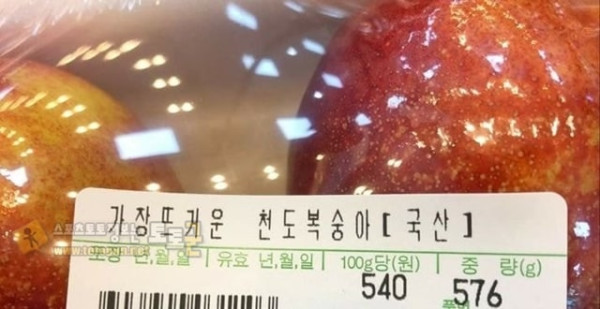 가장뜨거운 천도복숭아[국산]
포장 년,월,일 유효 년,월,일 100g당(원) 중 량(g)
540 576